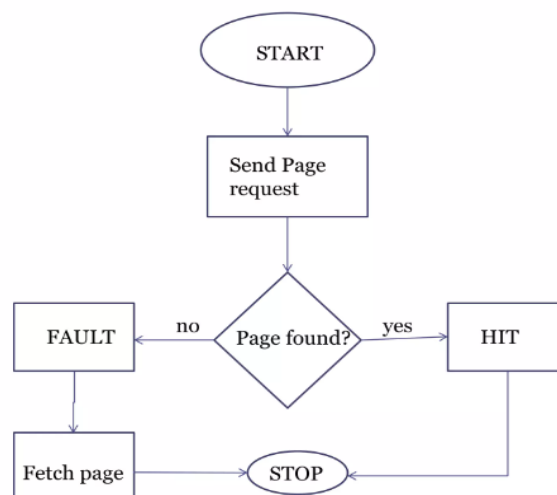 START
Send Page
request
no
yes
FAULT
Page found?
HIT
Fetch page
STOP